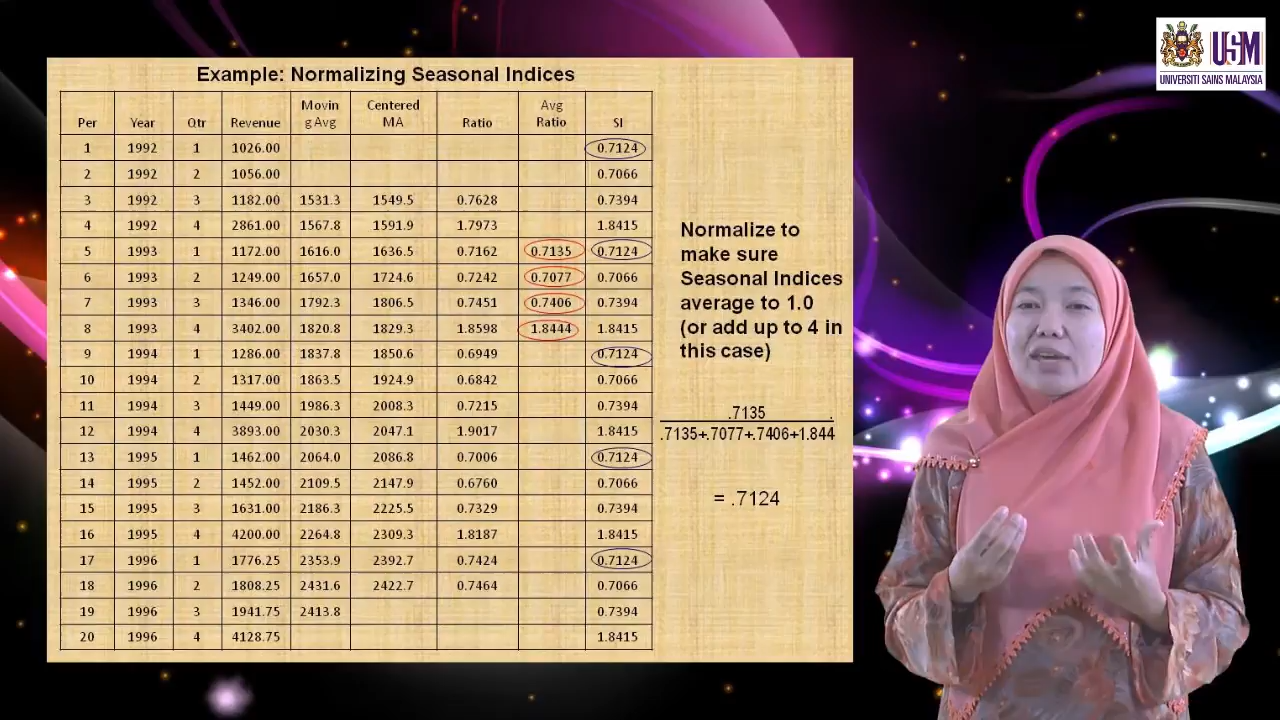 USM
UNIVERSITI SAINS MALAYSIA
Example: Normalizing Seasonal Indices
Per Year Qtr Revenue Movin g Avg Centered MA Ratio Avg Ratio SI
1 1992 1 1026.00 0.7124
2 1992 2 1056.00 0.7066
3 1992 3 1182.00 1531.3 1549.5 0.7628 0.7394
4 1992 4 2861.00 1567.8 1591.9 1.7973 1.8415
5 1993 1 1172.00 1616.0 1636.5 0.7162 0.7135 0.7124
6 1993 2 1249.00 1657.0 1724.6 0.7242 0.7077 0.7066
7 1993 3 1346.00 1792.3 1806.5 0.7451 0.7406 0.7394
8 1993 4 3402.00 1820.8 1829.3 1.8598 1.8444 1.8415
9 1994 1 1286.00 1837.8 1850.6 0.6949 0.7124
10 1994 2 1317.00 1863.5 1924.9 0.6842 0.7066
11 1994 3 1449.00 1986.3 2008.3 0.7215 0.7394
12 1994 4 3893.00 2030.3 2047.1 1.9017 1.8415
13 1995 1 1462.00 2064.0 2086.8 0.7006 0.7124
14 1995 2 1452.00 2109.5 2147.9 0.6760 0.7066
15 1995 3 1631.00 2186.3 2225.5 0.7329 0.7394
16 1995 4 4200.00 2264.8 2309.3 1.8187 1.8415
17 1996 1 1776.25 2353.9 2392.7 0.7424 0.7124
18 1996 2 1808.25 2431.6 2422.7 0.7464 0.7066
19 1996 3 1941.75 2413.8 0.7394
20 1996 4 4128.75 1.8415
Normalize to
make sure
Seasonal Indices
average to 1.0
(or add up to 4 in
this case)
.7135 .
.7135+.7077+.7406+1.844
= .7124